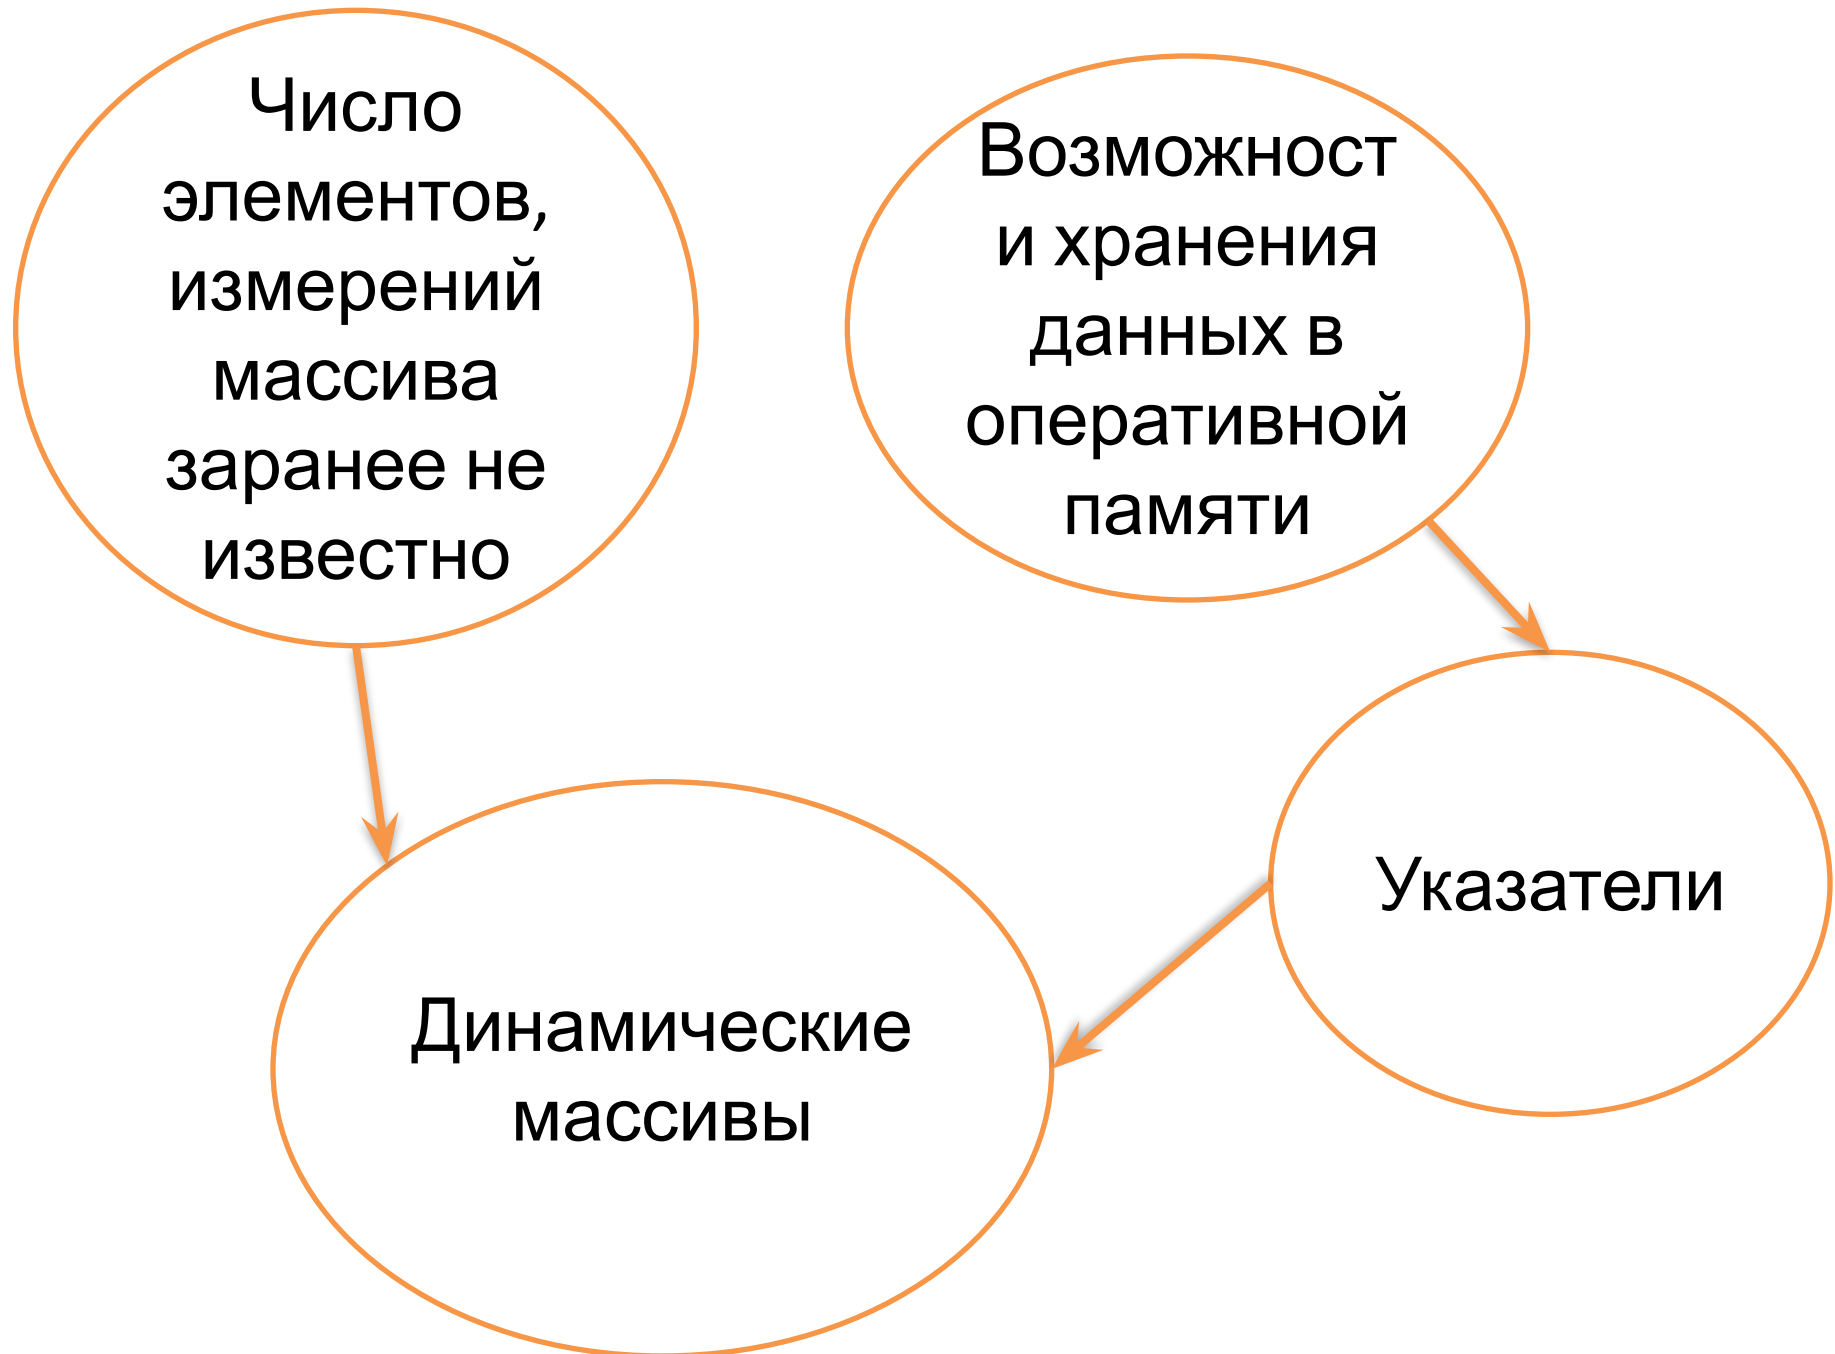 Число
элементов,
измерений
массива
заранее не
известно
Возможност
и хранения
данных в
оперативной
памяти
Указатели
Динамические
массивы